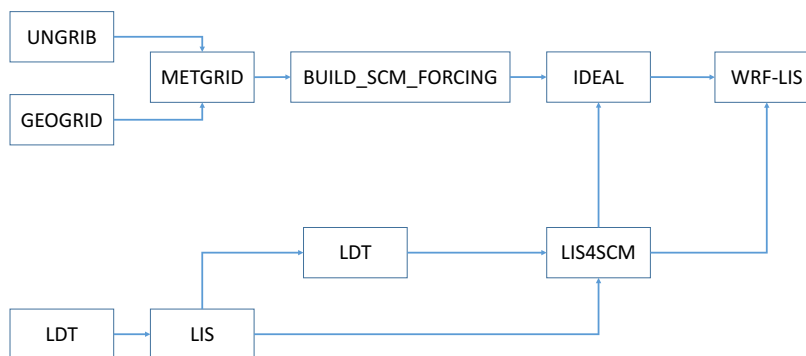 UNGRIB
METGRID
BUILD_SCM_FORCING
IDEAL
WRF-LIS
GEOGRID
LDT
LIS4SCM
LDT
LIS